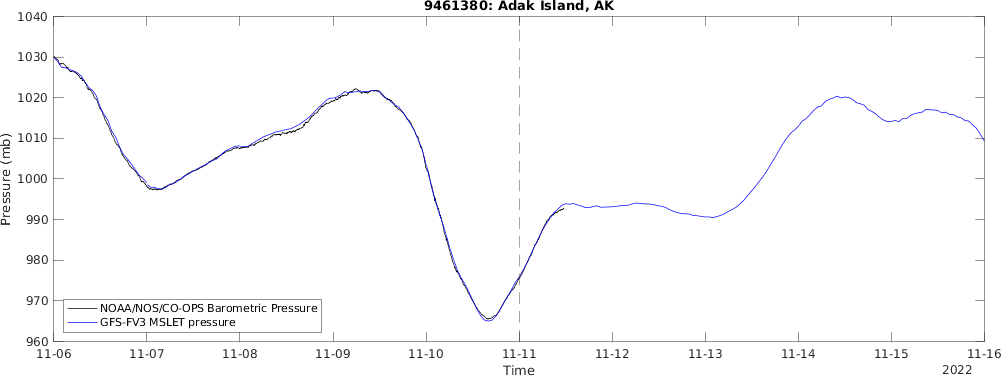 9461380: Adak Island, AK
1040
1030
1020
1010
1000
990
980
970
960
Pressure (mb)
NOAA/NOS/CO-OPS Barometric Pressure
GFS-FV3 MSLET pressure
11-06 11-07 11-08 11-09 11-10 11-11 11-12 11-13 11-14 11-15 11-16
Time
2022